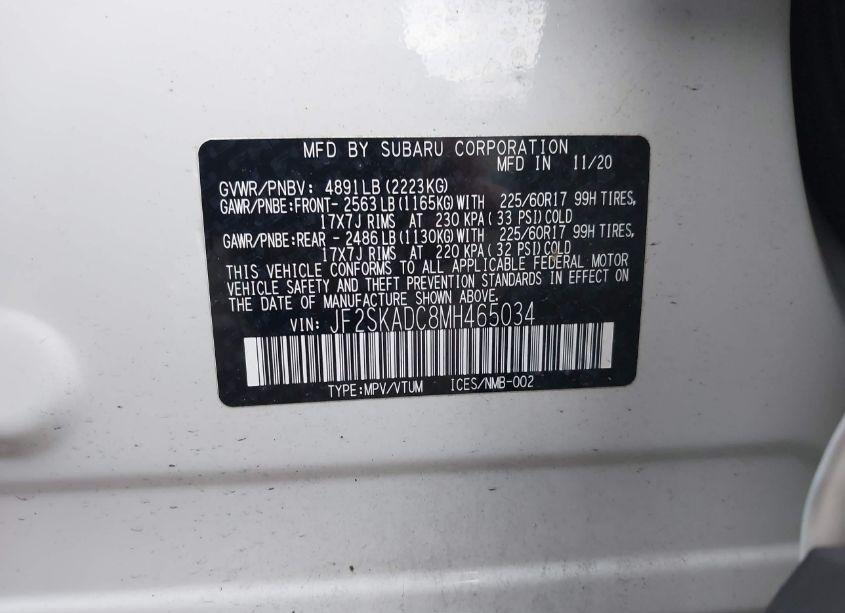 MFD BY SUBARU CORPORATION
MFD IN 11/20
GVWR/PNBV: 4891LB(2223KG)
GAWR/PNBE:FRONT-2563LB(1165KG)WITH 225/60R17 99H TIRES,
17X7J RIMS AT 230 KPA( 33 PSI)COLD
GAWR/PNBE:REAR -2486LB(1130KG)WITH 225/60R17 99H TIRES,
17X7J RIMS AT 220 KPA( 32 PSI)COLD
THIS VEHICLE CONFORMS TO ALL APPLICABLE FEDERAL MOTOR
VEHICLE SAFETY AND THEFT PREVENTION STANDARDS IN EFFECT ON
THE DATE OF MANUFACTURE SHOWN ABOVE.
VIN: JF2SKADC8MH465034
TYPE:MPV/VTUM ICES/NMB-002